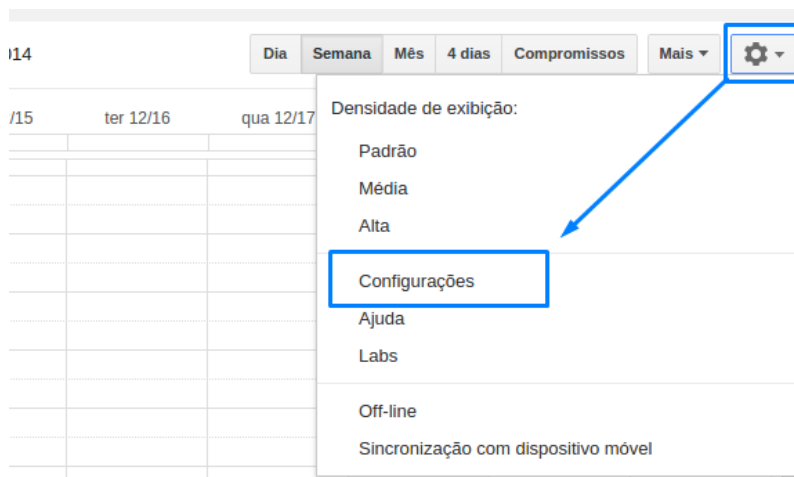 014
Dia Semana Mês 4 dias Compromissos Mais
/15 ter 12/16 qua 12/17
Densidade de exibição:
Padrão
Média
Alta
Configurações
Ajuda
Labs
Off-line
Sincronização com dispositivo móvel